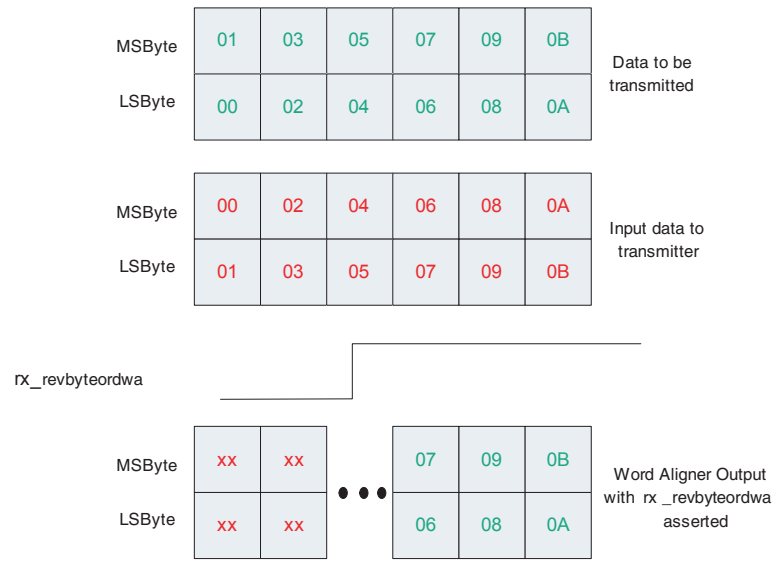 MSByte 01 03 05 07 09 0B
LSByte 00 02 04 06 08 0A
Data to be
transmitted
MSByte 00 02 04 06 08 0A
LSByte 01 03 05 07 09 0B
Input data to
transmitter
rx_revbyteordwa
MSByte xx xx 07 09 0B
LSByte xx xx 06 08 0A
Word Aligner Output
with rx _revbyteordwa
asserted